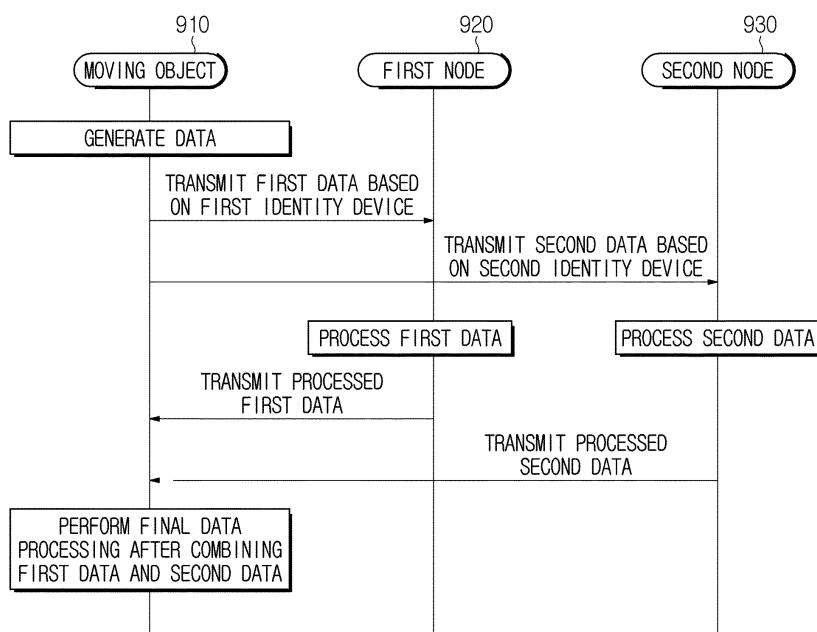 910
920
930
MOVING OBJECT
FIRST NODE
SECOND NODE
GENERATE DATA
TRANSMIT FIRST DATA BASED
ON FIRST IDENTITY DEVICE
TRANSMIT SECOND DATA BASED
ON SECOND IDENTITY DEVICE
PROCESS FIRST DATA
PROCESS SECOND DATA
TRANSMIT PROCESSED
FIRST DATA
TRANSMIT PROCESSED
SECOND DATA
PERFORM FINAL DATA
PROCESSING AFTER COMBINING
FIRST DATA AND SECOND DATA